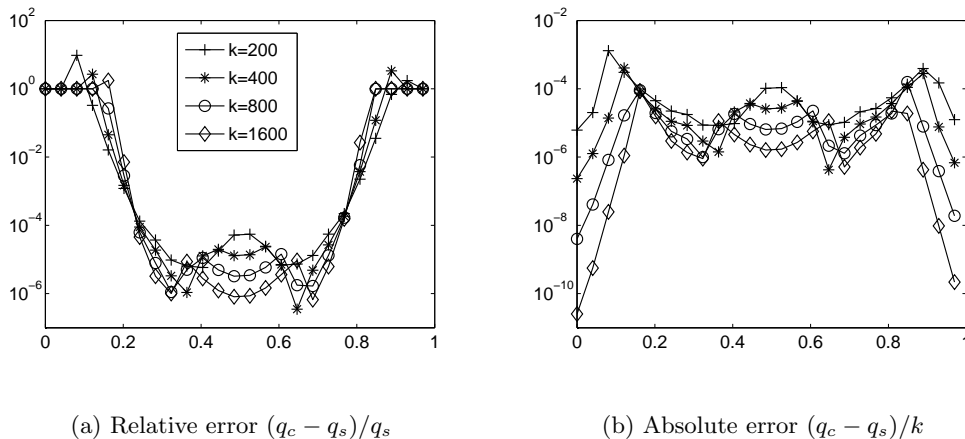 10^2
10^0
10^-2
10^-4
10^-6
0 0.2 0.4 0.6 0.8 1
k=200
k=400
k=800
k=1600
(a) Relative error (q_c − q_s)/q_s
10^-2
10^-4
10^-6
10^-8
10^-10
0 0.2 0.4 0.6 0.8 1
(b) Absolute error (q_c − q_s)/k